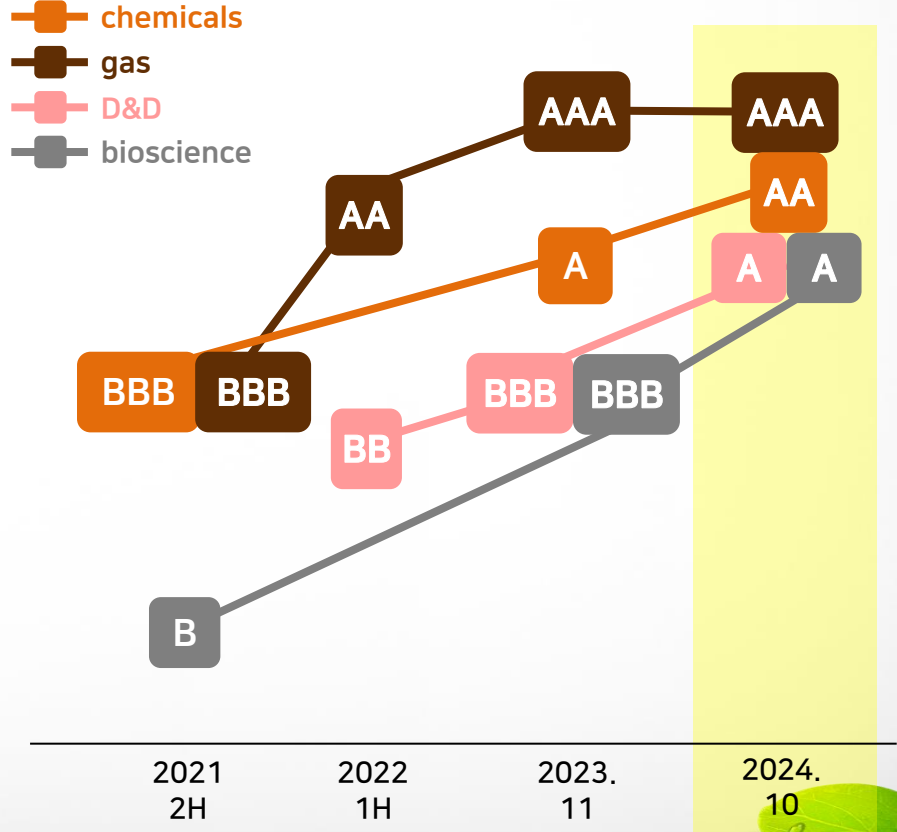 chemicals
gas
D&D
bioscience
AAA AAA
AA AA
A A A
BBB BBB BBB BBB
BB
B
2021 2022 2023. 2024.
2H 1H 11 10